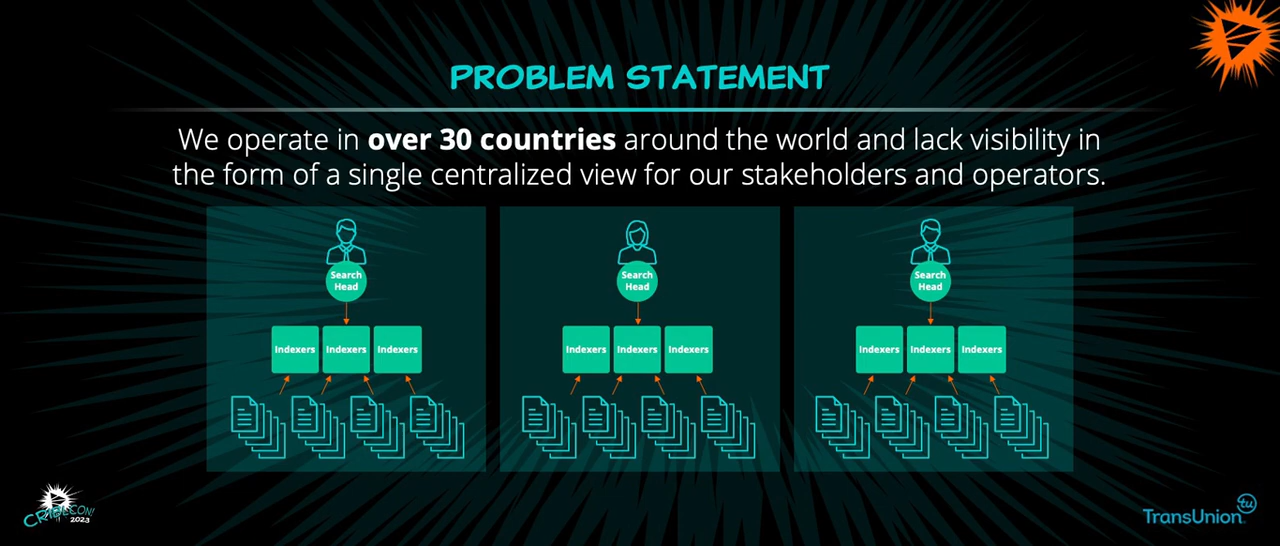 PROBLEM STATEMENT
We operate in over 30 countries around the world and lack visibility in
the form of a single centralized view for our stakeholders and operators.
Search
Head
Indexers Indexers Indexers
Search
Head
Indexers Indexers Indexers
Search
Head
Indexers Indexers Indexers
CRIBLCON!
2023
TransUnion
tu